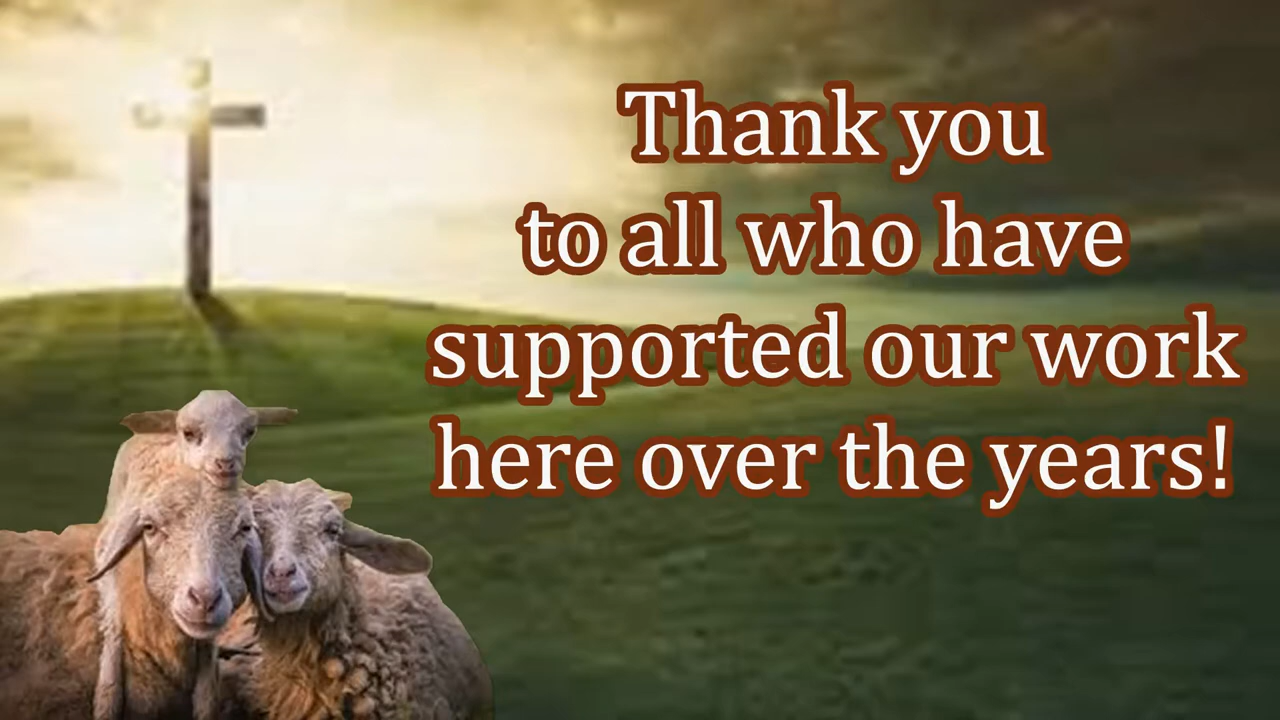 Thank you
to all who have
supported our work
here over the years!